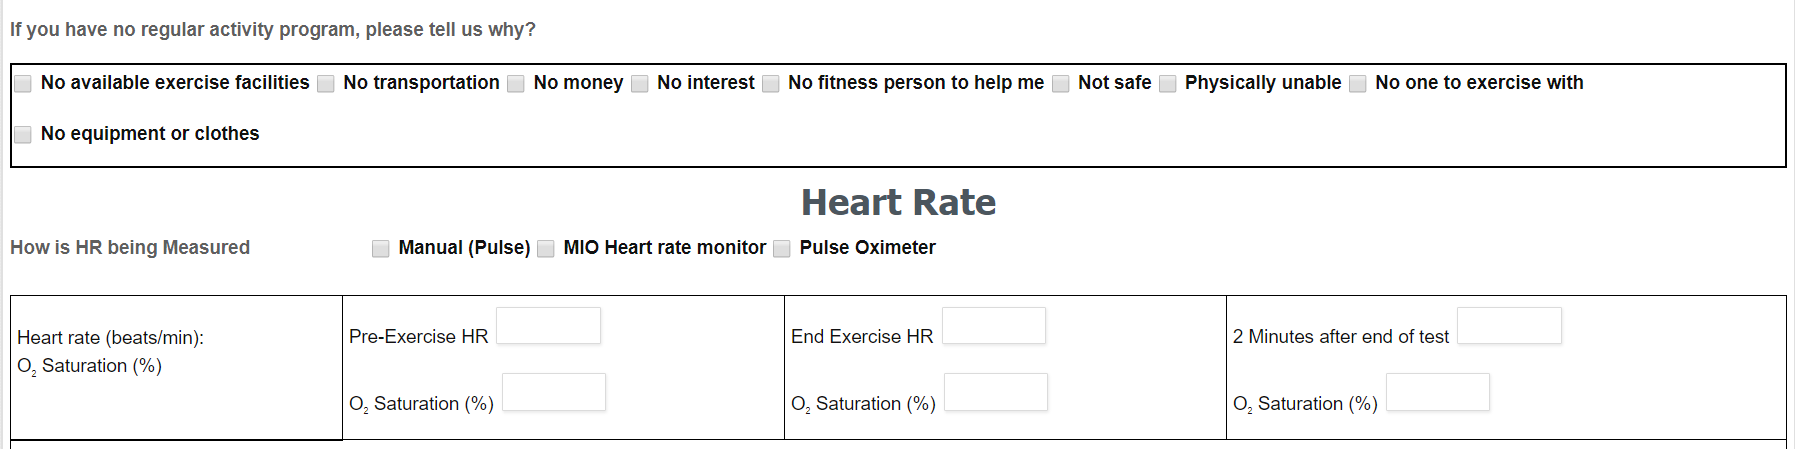 If you have no regular activity program, please tell us why?
No available exercise facilities No transportation No money No interest No fitness person to help me Not safe Physically unable No one to exercise with
No equipment or clothes
Heart Rate
How is HR being Measured Manual (Pulse) MIO Heart rate monitor Pulse Oximeter
Heart rate (beats/min):
O₂ Saturation (%)
Pre-Exercise HR
O₂ Saturation (%)
End Exercise HR
O₂ Saturation (%)
2 Minutes after end of test
O₂ Saturation (%)